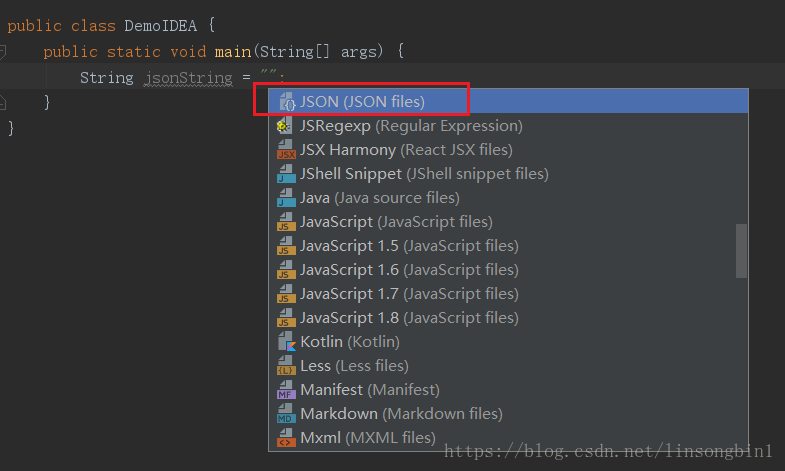 public class DemoIDEA {
public static void main(String[] args) {
String jsonString = "";
}
}
JSON (JSON files)
JSRegexp (Regular Expression)
JSX Harmony (React JSX files)
JShell Snippet (JShell snippet files)
Java (Java source files)
JavaScript (JavaScript files)
JavaScript 1.5 (JavaScript files)
JavaScript 1.6 (JavaScript files)
JavaScript 1.7 (JavaScript files)
JavaScript 1.8 (JavaScript files)
Kotlin (Kotlin)
Less (Less files)
Manifest (Manifest)
Markdown (Markdown files)
Mxml (MXML files)
https://blog.csdn.net/linsongbin1